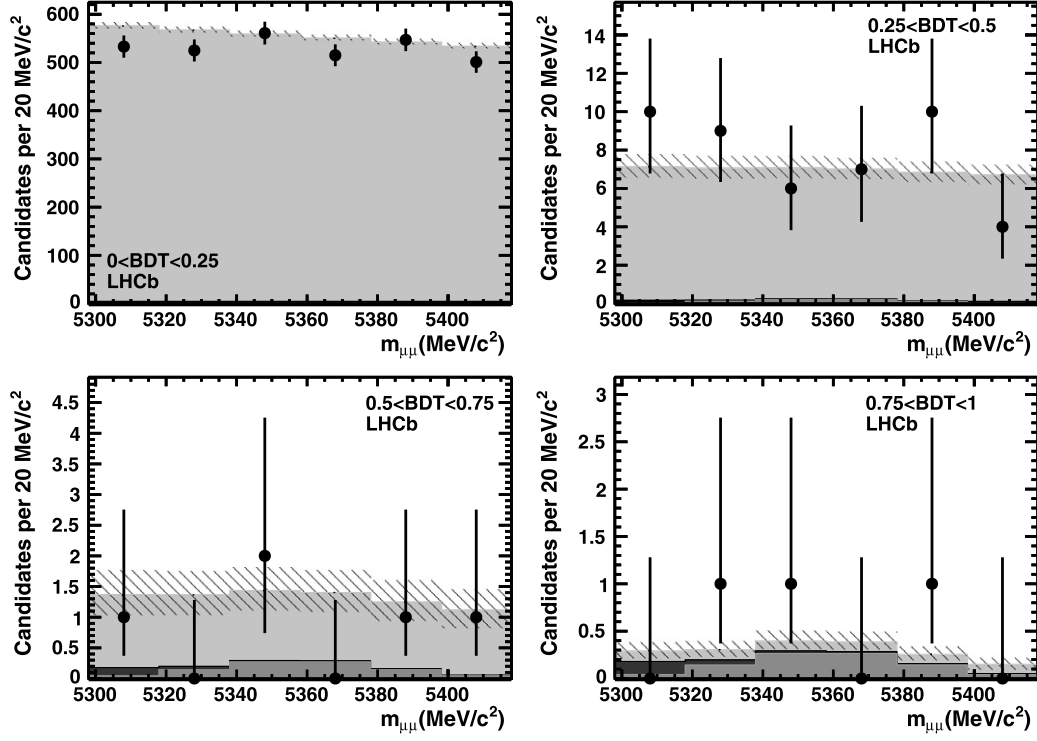 Candidates per 20 MeV/c²
600
500
400
300
200
100
0
0<BDT<0.25
LHCb
5300 5320 5340 5360 5380 5400
mμμ(MeV/c²)
Candidates per 20 MeV/c²
14
12
10
8
6
4
2
0
0.25<BDT<0.5
LHCb
5300 5320 5340 5360 5380 5400
mμμ(MeV/c²)
Candidates per 20 MeV/c²
4.5
4
3.5
3
2.5
2
1.5
1
0.5
0
0.5<BDT<0.75
LHCb
5300 5320 5340 5360 5380 5400
mμμ(MeV/c²)
Candidates per 20 MeV/c²
3
2.5
2
1.5
1
0.5
0
0.75<BDT<1
LHCb
5300 5320 5340 5360 5380 5400
mμμ(MeV/c²)